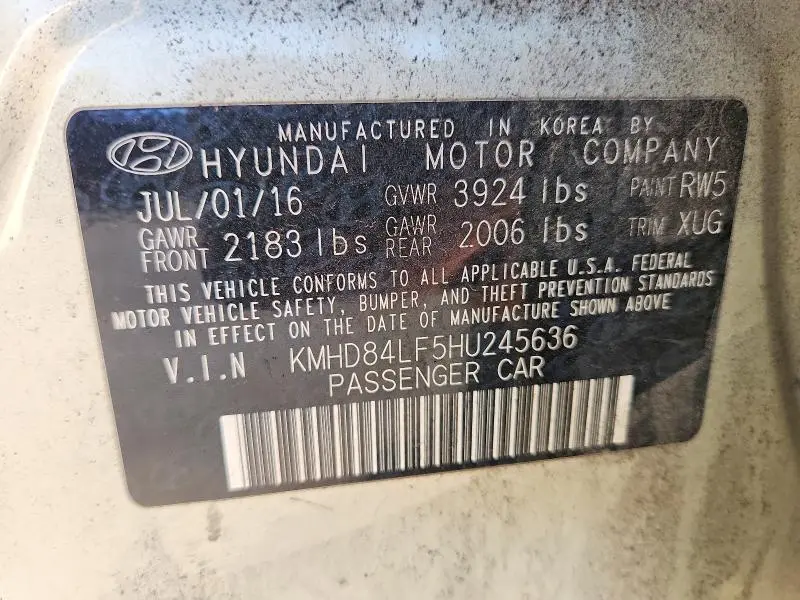 MANUFACTURED IN KOREA BY
HYUNDAI MOTOR COMPANY
JUL/01/16 GVWR 3924 lbs PAINT RW5
GAWR FRONT 2183 lbs GAWR REAR 2006 lbs TRIM XUG
THIS VEHICLE CONFORMS TO ALL APPLICABLE U.S.A. FEDERAL
MOTOR VEHICLE SAFETY, BUMPER, AND THEFT PREVENTION STANDARDS
IN EFFECT ON THE DATE OF MANUFACTURE SHOWN ABOVE
V.I.N KMHD84LF5HU245636
PASSENGER CAR